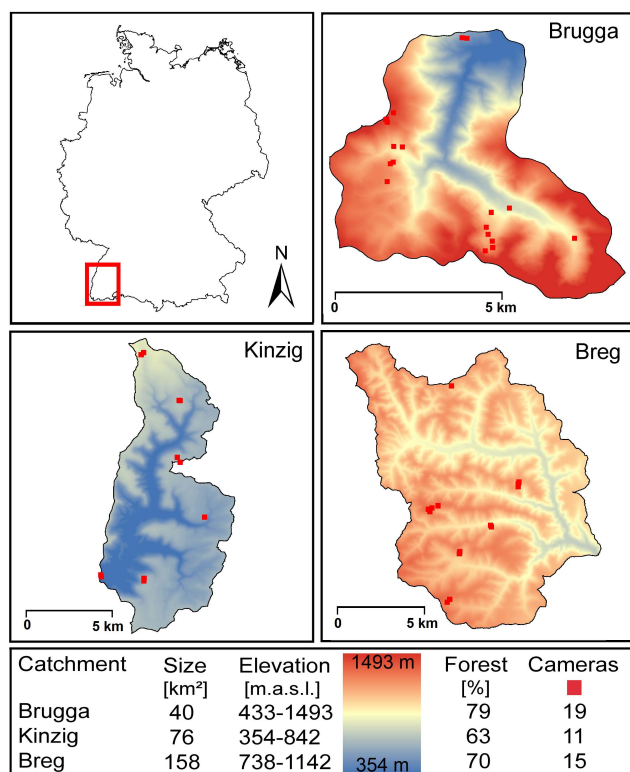 N
Brugga
0
5 km
Kinzig
0
5 km
Breg
0
5 km
Catchment Size Elevation 1493 m Forest Cameras
[km²] [m.a.s.l.] [%]
Brugga 40 433-1493 79 19
Kinzig 76 354-842 63 11
Breg 158 738-1142 354 m 70 15